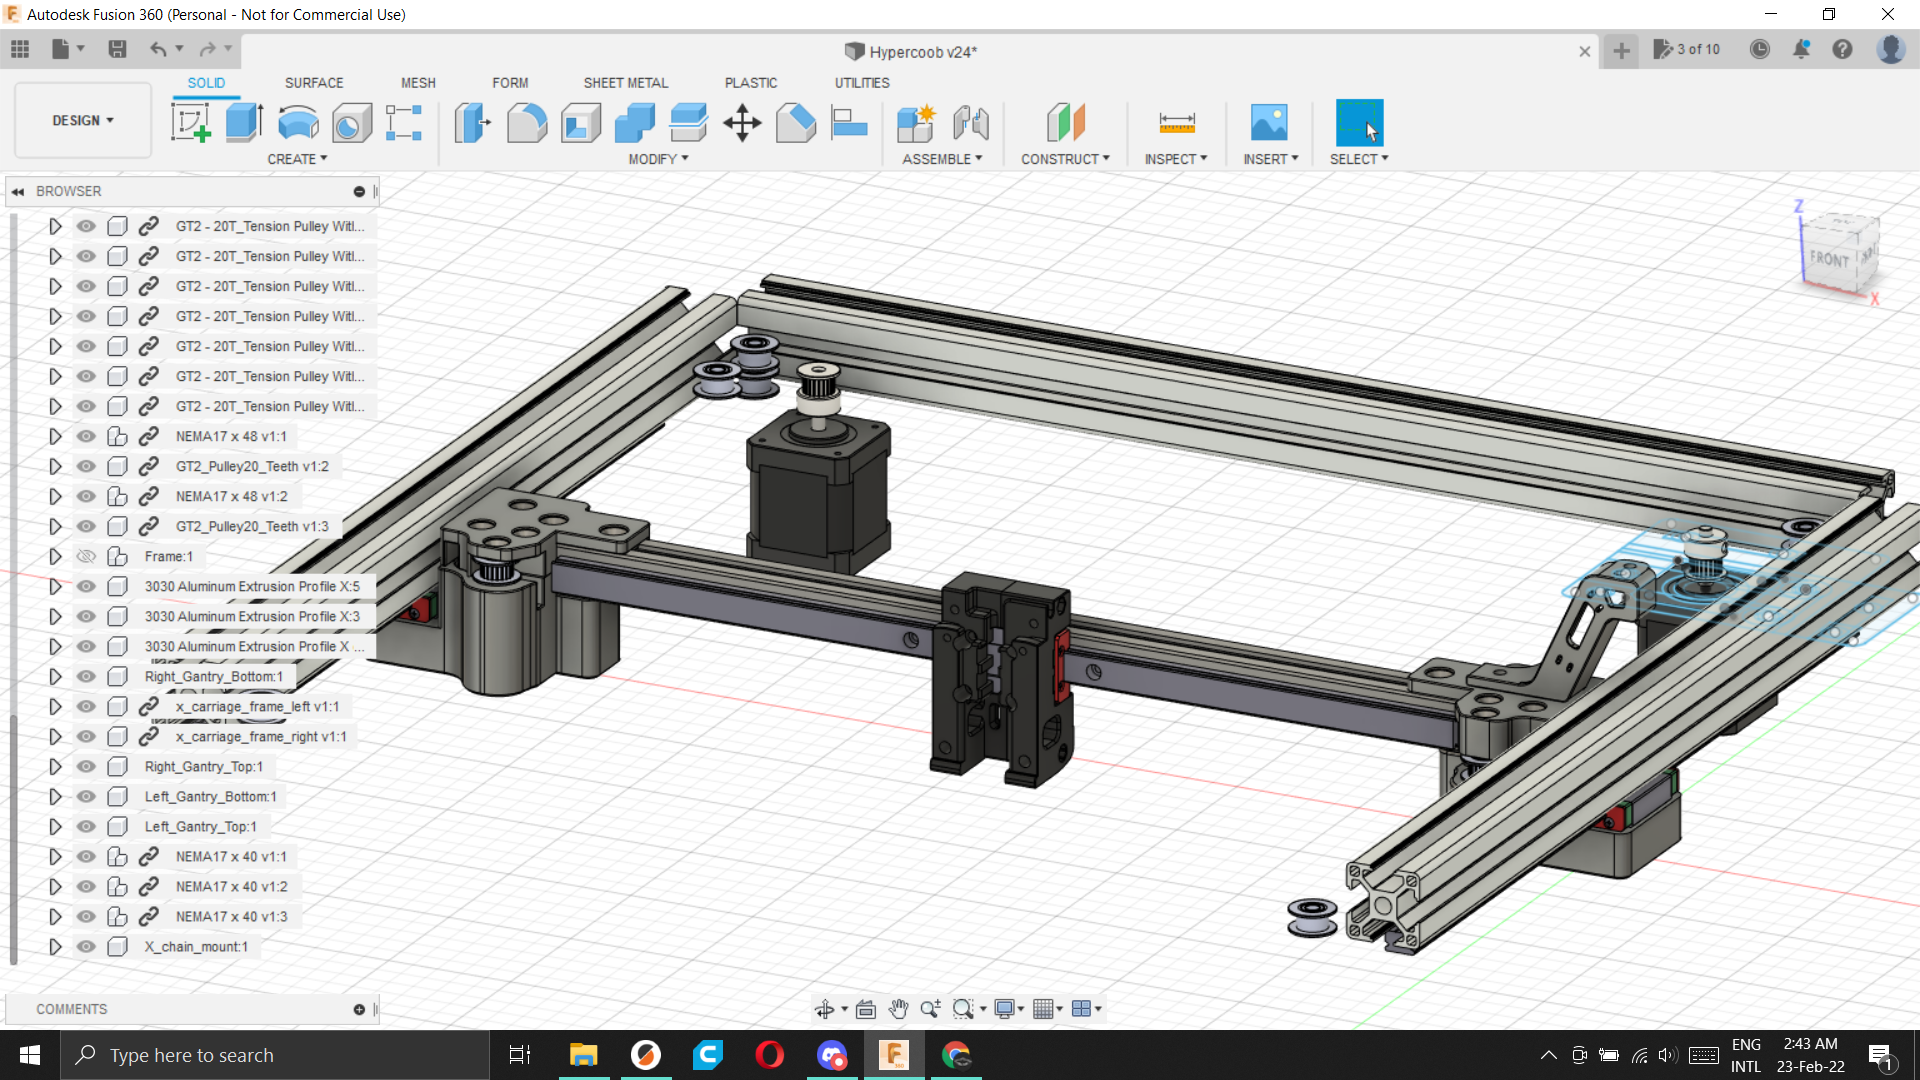 Autodesk Fusion 360 (Personal - Not for Commercial Use)
Hypercoob v24*
3 of 10
DESIGN
SOLID
SURFACE
MESH
FORM
SHEET METAL
PLASTIC
UTILITIES
CREATE
MODIFY
ASSEMBLE
CONSTRUCT
INSPECT
INSERT
SELECT
BROWSER
GT2 - 20T_Tension Pulley Witl...
GT2 - 20T_Tension Pulley Witl...
GT2 - 20T_Tension Pulley Witl...
GT2 - 20T_Tension Pulley Witl...
GT2 - 20T_Tension Pulley Witl...
GT2 - 20T_Tension Pulley Witl...
GT2 - 20T_Tension Pulley Witl...
NEMA17 x 48 v1:1
GT2_Pulley20_Teeth v1:2
NEMA17 x 48 v1:2
GT2_Pulley20_Teeth v1:3
Frame:1
3030 Aluminum Extrusion Profile X:5
3030 Aluminum Extrusion Profile X:3
3030 Aluminum Extrusion Profile X ...
Right_Gantry_Bottom:1
x_carriage_frame_left v1:1
x_carriage_frame_right v1:1
Right_Gantry_Top:1
Left_Gantry_Bottom:1
Left_Gantry_Top:1
NEMA17 x 40 v1:1
NEMA17 x 40 v1:2
NEMA17 x 40 v1:3
X_chain_mount:1
Z
FRONT
X
COMMENTS
Type here to search
ENG
INTL
2:43 AM
23-Feb-22
1